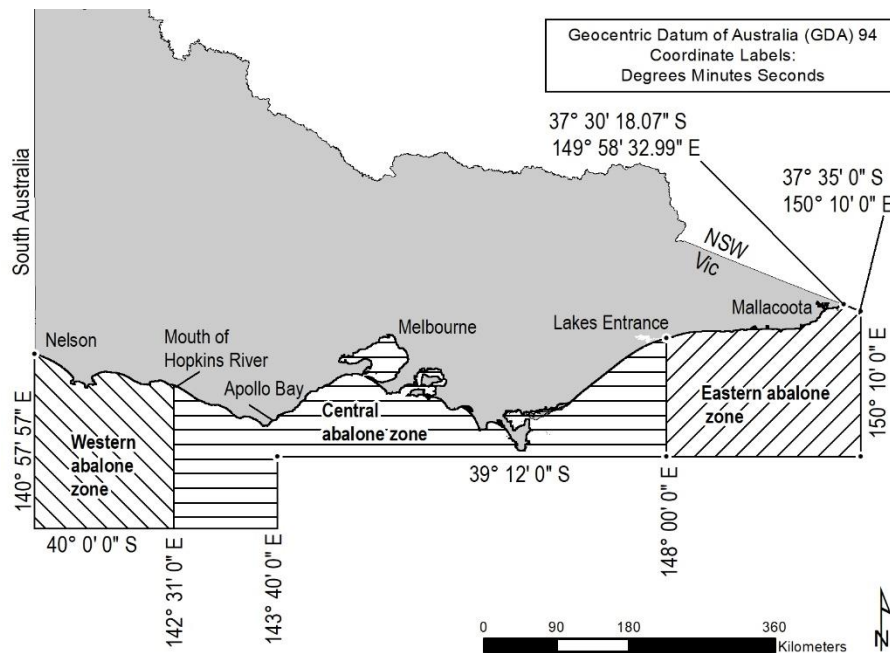 Geocentric Datum of Australia (GDA) 94
Coordinate Labels:
Degrees Minutes Seconds
37° 30' 18.07" S
149° 58' 32.99" E
37° 35' 0" S
150° 10' 0" E
South Australia
NSW
Vic
Mallacoota
Nelson
Mouth of
Hopkins River
Melbourne
Lakes Entrance
Apollo Bay
Western
abalone
zone
Central
abalone zone
Eastern abalone
zone
140° 57' 57" E
150° 10' 0" E
39° 12' 0" S
40° 0' 0" S
142° 31' 0" E
143° 40' 0" E
148° 00' 0" E
0 90 180 360
Kilometers
N